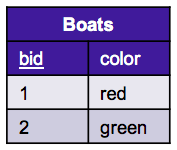 Boats
bid color
1 red
2 green